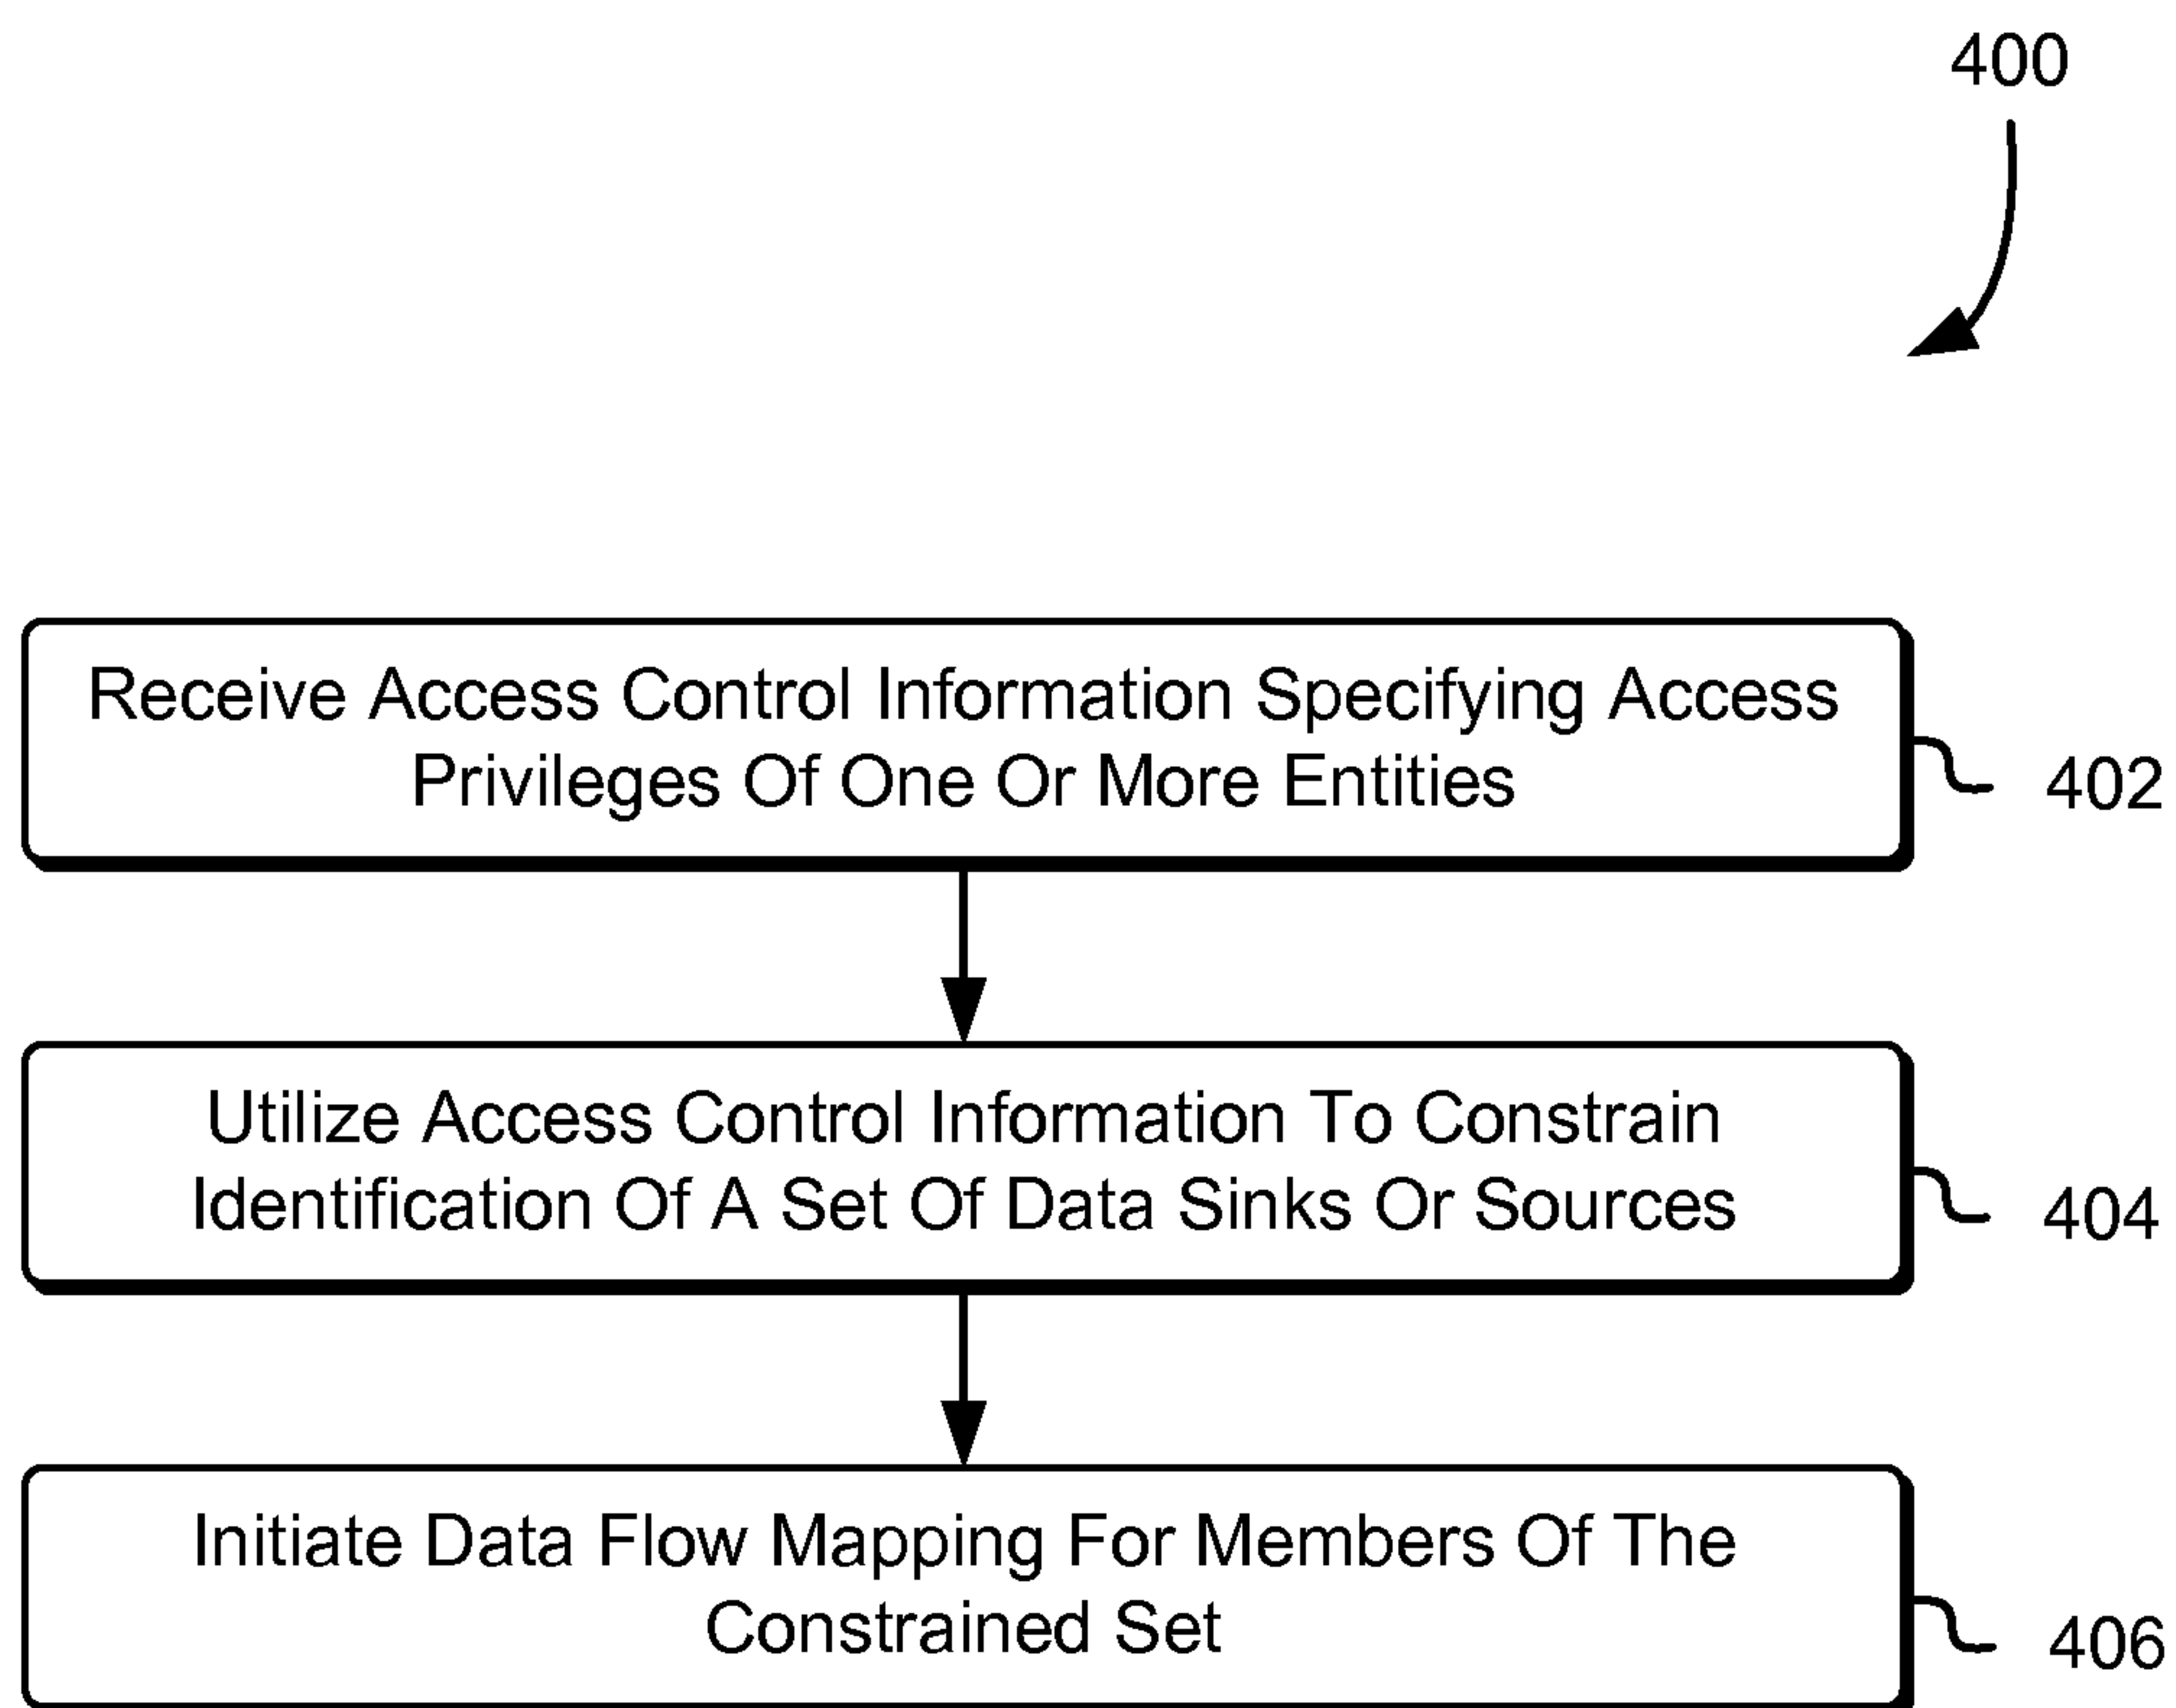 400
Receive Access Control Information Specifying Access
Privileges Of One Or More Entities
402
Utilize Access Control Information To Constrain
Identification Of A Set Of Data Sinks Or Sources
404
Initiate Data Flow Mapping For Members Of The
Constrained Set
406